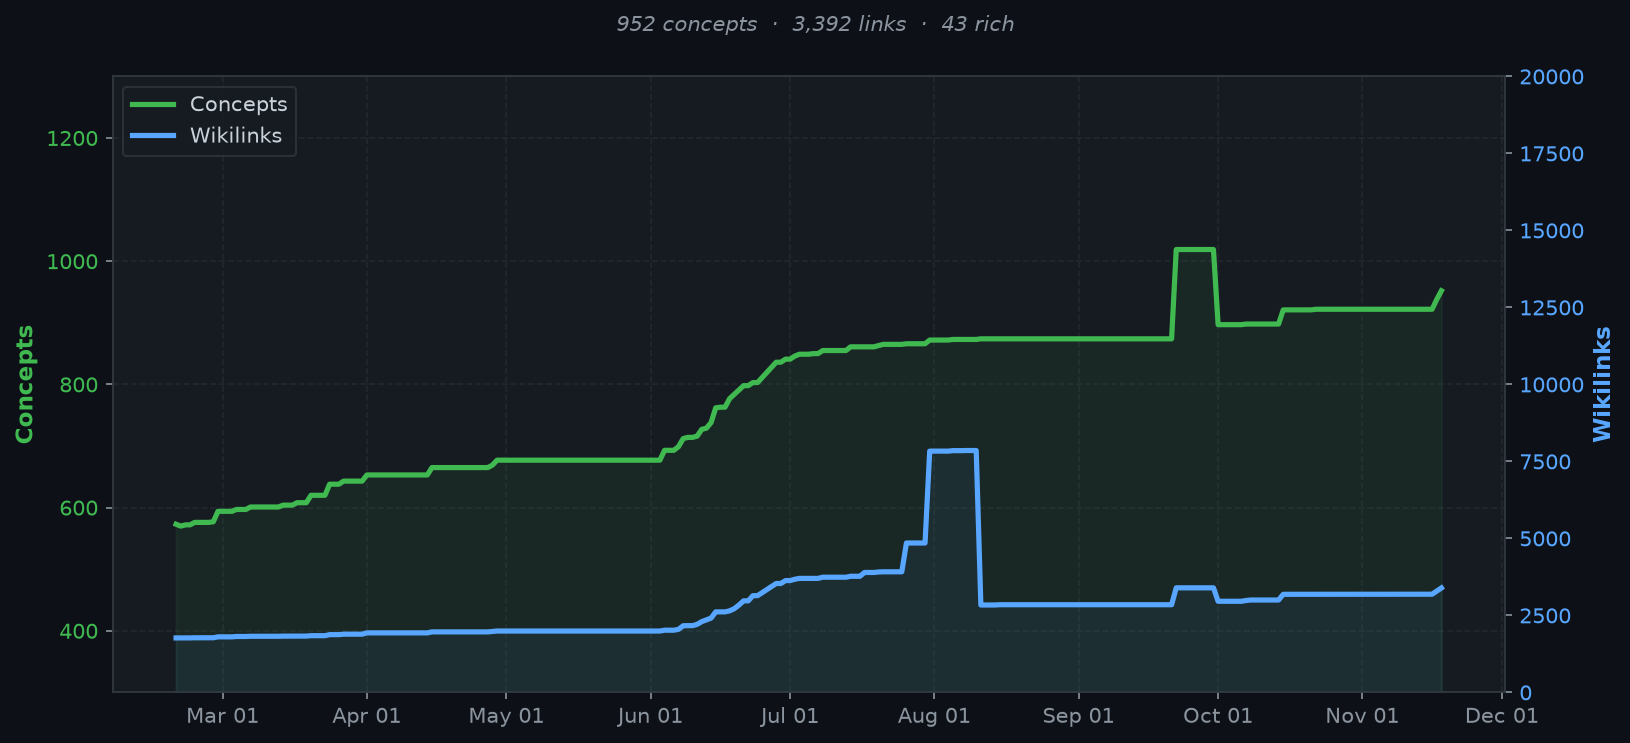 952 concepts · 3,392 links · 43 rich
Concepts
Wikilinks
1200
1000
800
600
400
Concepts
20000
17500
15000
12500
10000
7500
5000
2500
0
Wikilinks
Mar 01 Apr 01 May 01 Jun 01 Jul 01 Aug 01 Sep 01 Oct 01 Nov 01 Dec 01